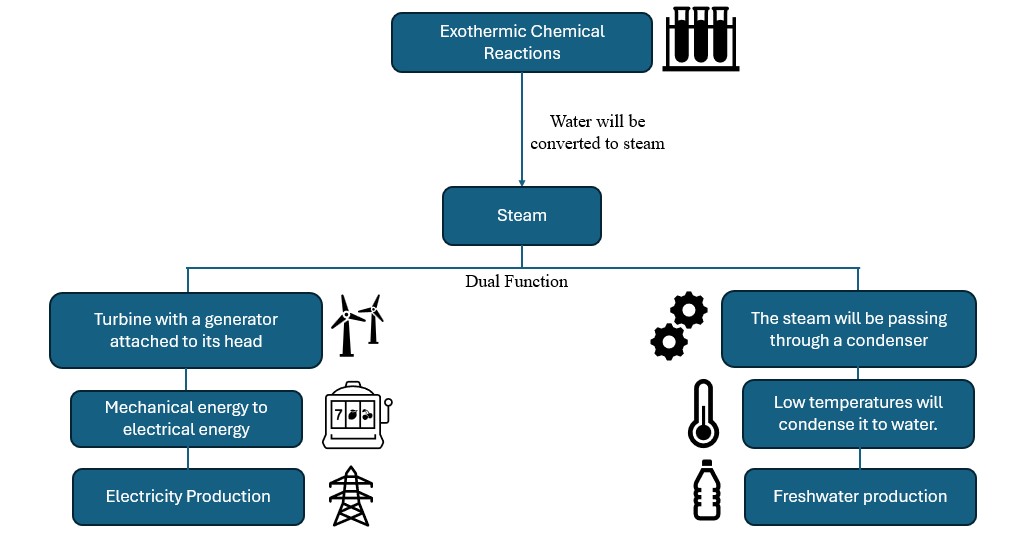 Exothermic Chemical
Reactions
Water will be
converted to steam
Steam
Dual Function
Turbine with a generator
attached to its head
Mechanical energy to
electrical energy
7
Electricity Production
The steam will be passing
through a condenser
Low temperatures will
condense it to water.
Freshwater production